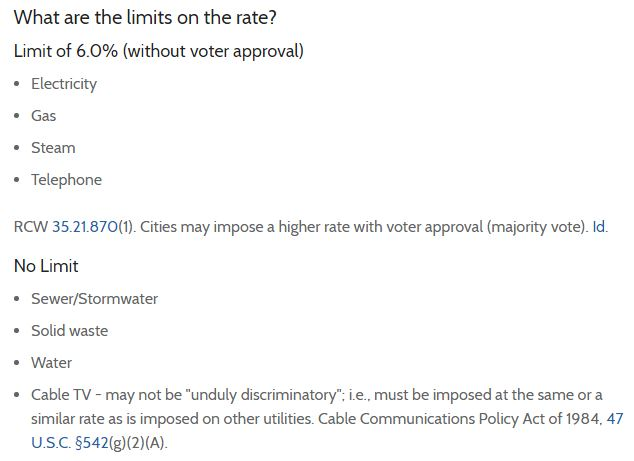 What are the limits on the rate?
Limit of 6.0% (without voter approval)
• Electricity
• Gas
• Steam
• Telephone
RCW 35.21.870(1). Cities may impose a higher rate with voter approval (majority vote). Id.
No Limit
• Sewer/Stormwater
• Solid waste
• Water
• Cable TV - may not be "unduly discriminatory"; i.e., must be imposed at the same or a
similar rate as is imposed on other utilities. Cable Communications Policy Act of 1984, 47
U.S.C. §542(g)(2)(A).